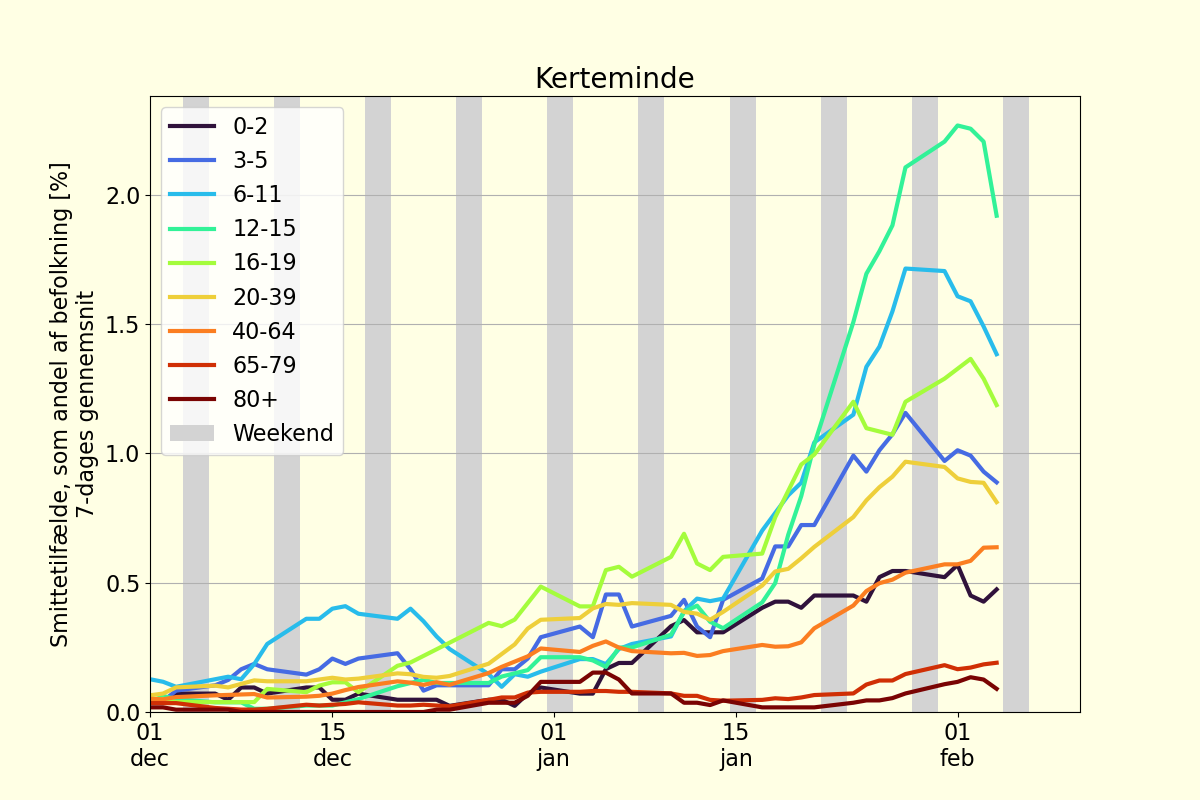 Kerteminde
Smittetilfælde, som andel af befolkning [%]
7-dages gennemsnit
2.0
1.5
1.0
0.5
0.0
0-2
3-5
6-11
12-15
16-19
20-39
40-64
65-79
80+
Weekend
01
dec
15
dec
01
jan
15
jan
01
feb